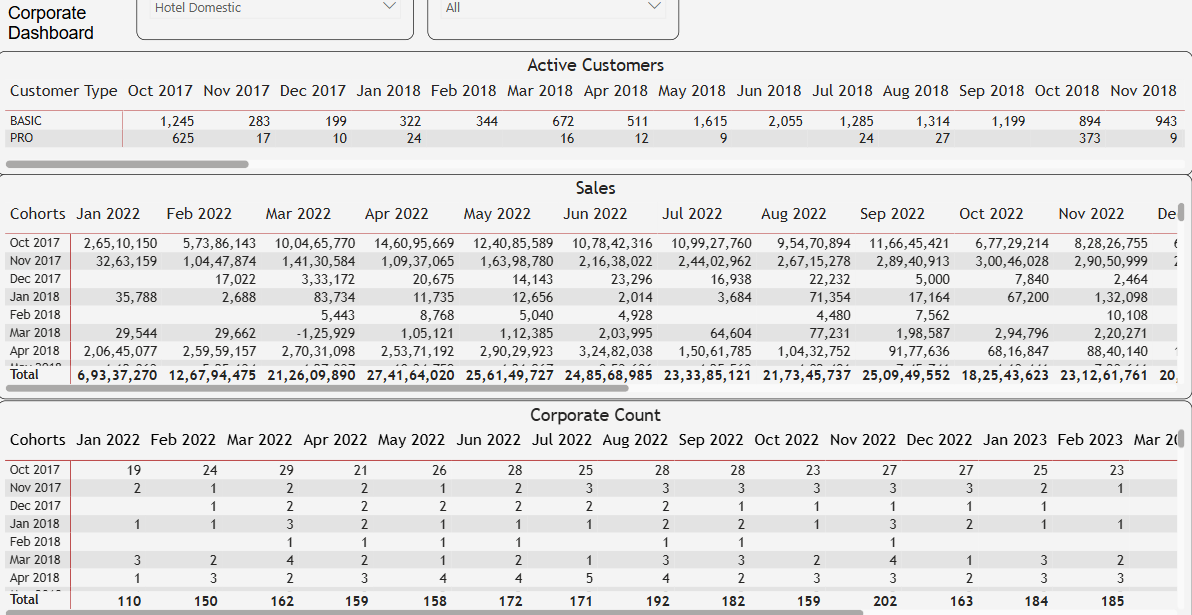 Corporate
Dashboard
Hotel Domestic
All
Active Customers
Customer Type Oct 2017 Nov 2017 Dec 2017 Jan 2018 Feb 2018 Mar 2018 Apr 2018 May 2018 Jun 2018 Jul 2018 Aug 2018 Sep 2018 Oct 2018 Nov 2018
BASIC 1,245 283 199 322 344 672 511 1,615 2,055 1,285 1,314 1,199 894 943
PRO 625 17 10 24 16 12 9 24 27 373 9
Sales
Cohorts Jan 2022 Feb 2022 Mar 2022 Apr 2022 May 2022 Jun 2022 Jul 2022 Aug 2022 Sep 2022 Oct 2022 Nov 2022 De
Oct 2017 2,65,10,150 5,73,86,143 10,04,65,770 14,60,95,669 12,40,85,589 10,78,42,316 10,99,27,760 9,54,70,894 11,66,45,421 6,77,29,214 8,28,26,755
Nov 2017 32,63,159 1,04,47,874 1,41,30,584 1,09,37,065 1,63,98,780 2,16,38,022 2,44,02,962 2,67,15,278 2,89,40,913 3,00,46,028 2,90,50,999
Dec 2017 17,022 3,33,172 20,675 14,143 23,296 16,938 22,232 5,000 7,840 2,464
Jan 2018 35,788 2,688 83,734 11,735 12,656 2,014 3,684 71,354 17,164 67,200 1,32,098
Feb 2018 5,443 8,768 5,040 4,928 4,480 7,562 10,108
Mar 2018 29,544 29,662 -1,25,929 1,05,121 1,12,385 2,03,995 64,604 77,231 1,98,587 2,94,796 2,20,271
Apr 2018 2,06,45,077 2,59,59,157 2,70,31,098 2,53,71,192 2,90,29,923 3,24,82,038 1,50,61,785 1,04,32,752 91,77,636 68,16,847 88,40,140
Total 6,93,37,270 12,67,94,475 21,26,09,890 27,41,64,020 25,61,49,727 24,85,68,985 23,33,85,121 21,73,45,737 25,09,49,552 18,25,43,623 23,12,61,761 20,
Corporate Count
Cohorts Jan 2022 Feb 2022 Mar 2022 Apr 2022 May 2022 Jun 2022 Jul 2022 Aug 2022 Sep 2022 Oct 2022 Nov 2022 Dec 2022 Jan 2023 Feb 2023 Mar 20
Oct 2017 19 24 29 21 26 28 25 28 28 23 27 27 25 23
Nov 2017 2 1 2 2 1 2 3 3 3 3 3 3 2 1
Dec 2017 1 2 2 2 2 2 2 1 1 1 1 1
Jan 2018 1 1 3 2 1 1 1 2 2 1 3 2 1 1
Feb 2018 1 1 1 1 1 1 1
Mar 2018 3 2 4 2 1 2 1 3 3 2 4 1 3 2
Apr 2018 1 3 2 3 4 4 5 4 2 3 3 2 3 3
Total 110 150 162 159 158 172 171 192 182 159 202 163 184 185